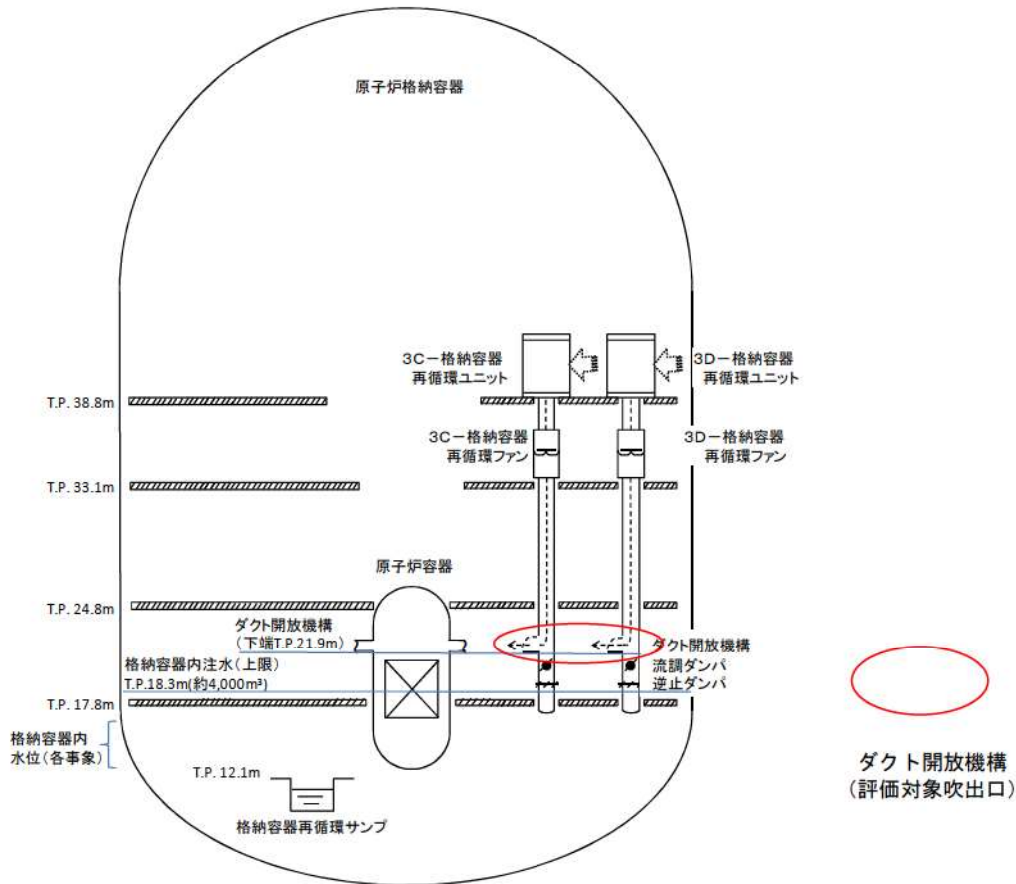 原子炉格納容器
3C－格納容器
再循環ユニット
3D－格納容器
再循環ユニット
T.P. 38.8m
3C－格納容器
再循環ファン
3D－格納容器
再循環ファン
T.P. 33.1m
原子炉容器
T.P. 24.8m
ダクト開放機構
（下端T.P.21.9m）
ダクト開放機構
格納容器内注水（上限）
流調ダンパ
T.P.18.3m(約4,000m³)
逆止ダンパ
T.P. 17.8m
格納容器内
水位（各事象）
T.P. 12.1m
格納容器再循環サンプ
ダクト開放機構
（評価対象吹出口）